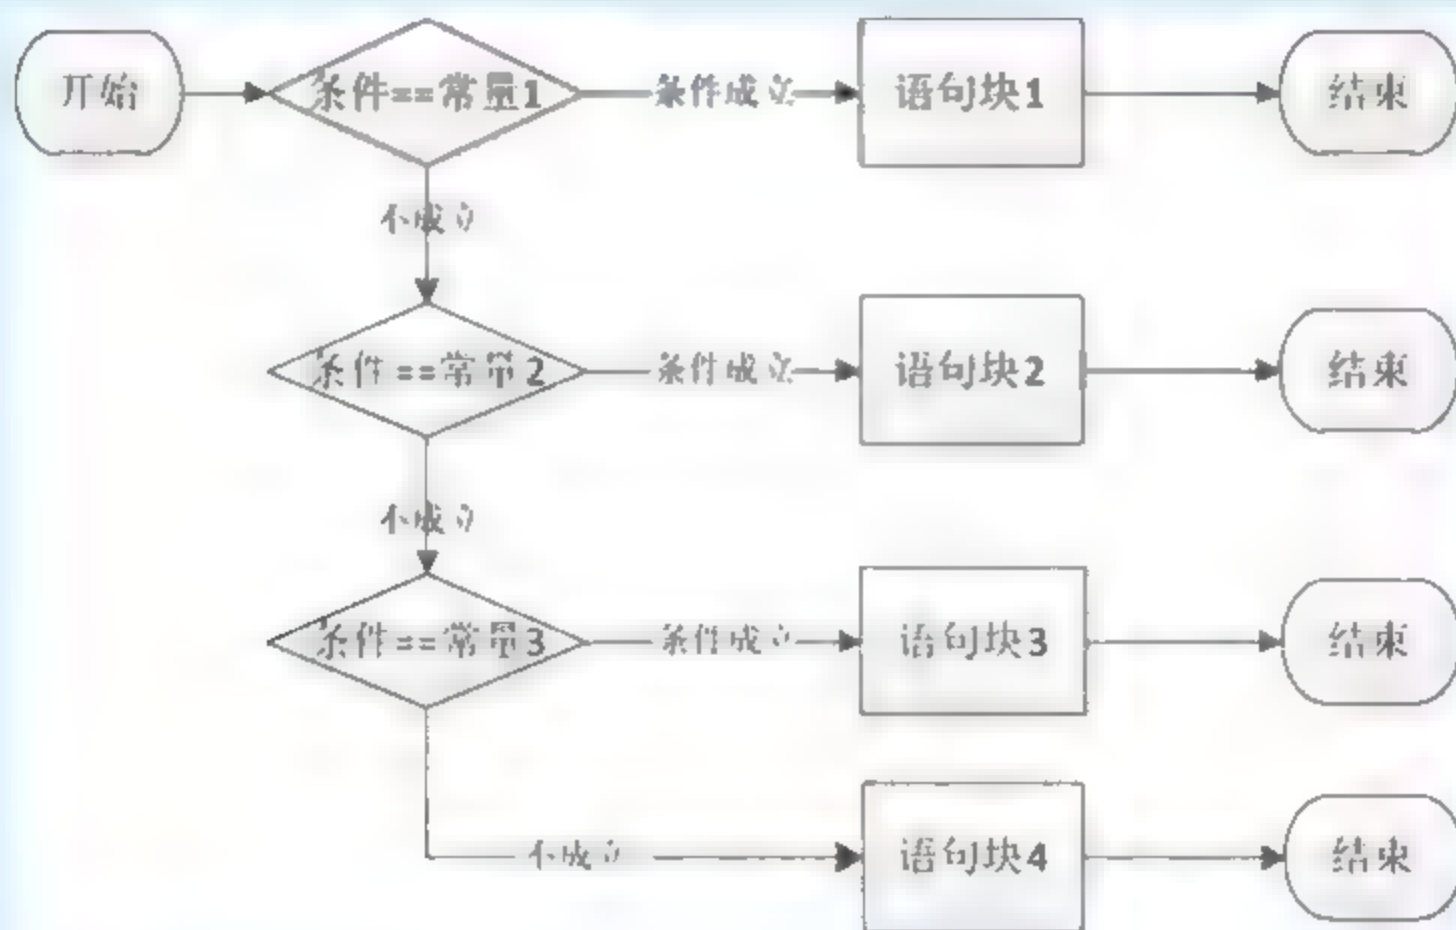 开始
条件==常量1
条件成立
语句块1
结束
不成立
条件==常量2
条件成立
语句块2
结束
不成立
条件==常量3
条件成立
语句块3
结束
不成立
语句块4
结束